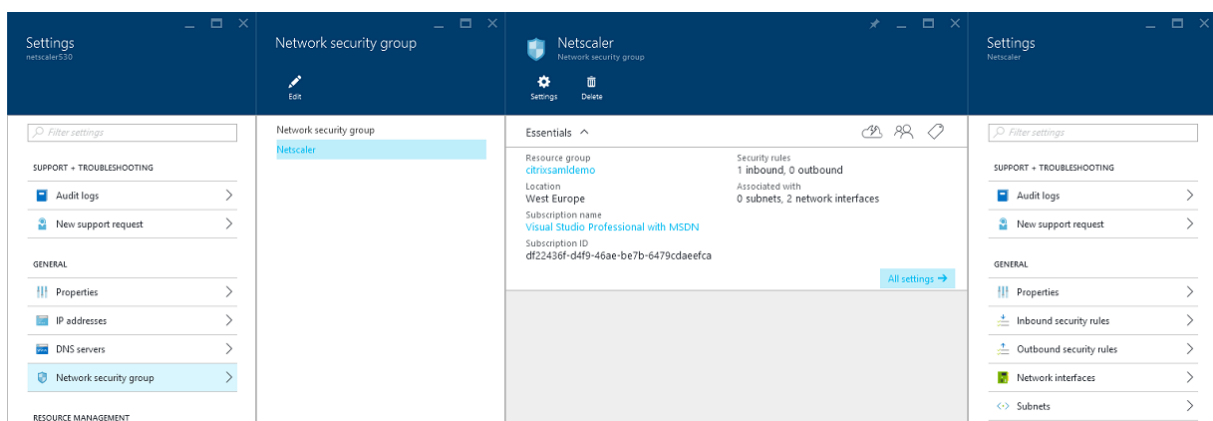 Settings
netscaler530
Filter settings
SUPPORT + TROUBLESHOOTING
Audit logs
New support request
GENERAL
Properties
IP addresses
DNS servers
Network security group
RESOURCE MANAGEMENT
Network security group
Edit
Network security group
Netscaler
Netscaler
Network security group
Settings
Delete
Essentials
Resource group
citrixsamldemo
Location
West Europe
Subscription name
Visual Studio Professional with MSDN
Subscription ID
df22436f-d4f9-46ae-be7b-6479cdaeefca
Security rules
1 inbound, 0 outbound
Associated with
0 subnets, 2 network interfaces
All settings
Settings
Netscaler
Filter settings
SUPPORT + TROUBLESHOOTING
Audit logs
New support request
GENERAL
Properties
Inbound security rules
Outbound security rules
Network interfaces
Subnets